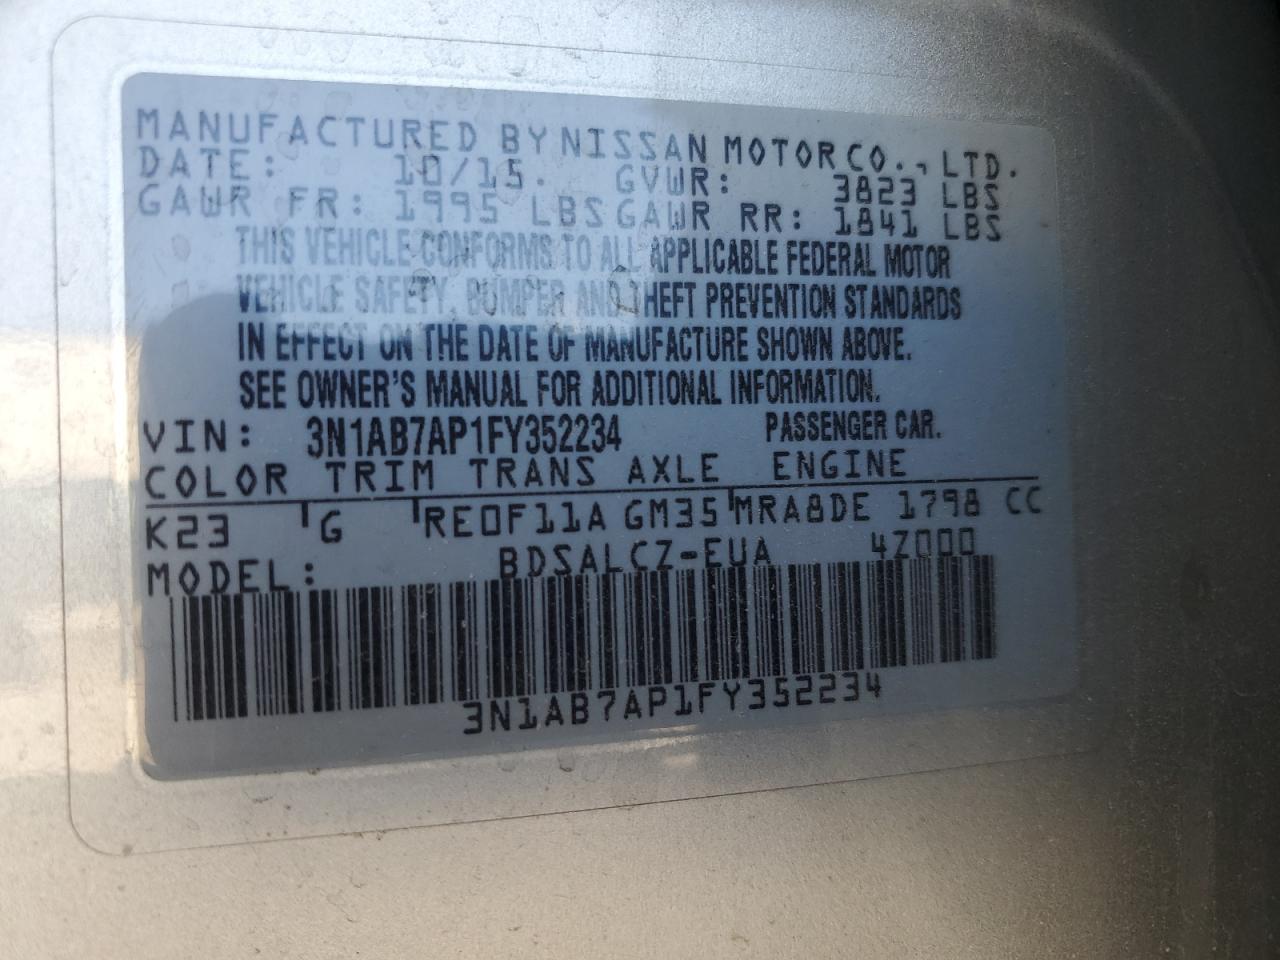 MANUFACTURED BY NISSAN MOTOR CO., LTD.
DATE: 10/15. GVWR: 3823 LBS
GAWR FR: 1995 LBS GAWR RR: 1841 LBS
THIS VEHICLE CONFORMS TO ALL APPLICABLE FEDERAL MOTOR
VEHICLE SAFETY, BUMPER AND THEFT PREVENTION STANDARDS
IN EFFECT ON THE DATE OF MANUFACTURE SHOWN ABOVE.
SEE OWNER'S MANUAL FOR ADDITIONAL INFORMATION.
VIN: 3N1AB7AP1FY352234 PASSENGER CAR.
COLOR TRIM TRANS AXLE ENGINE
K23 G RE0F11A GM35 MRA8DE 1798 CC
MODEL: BDSALCZ-EUA 4Z000
3N1AB7AP1FY352234